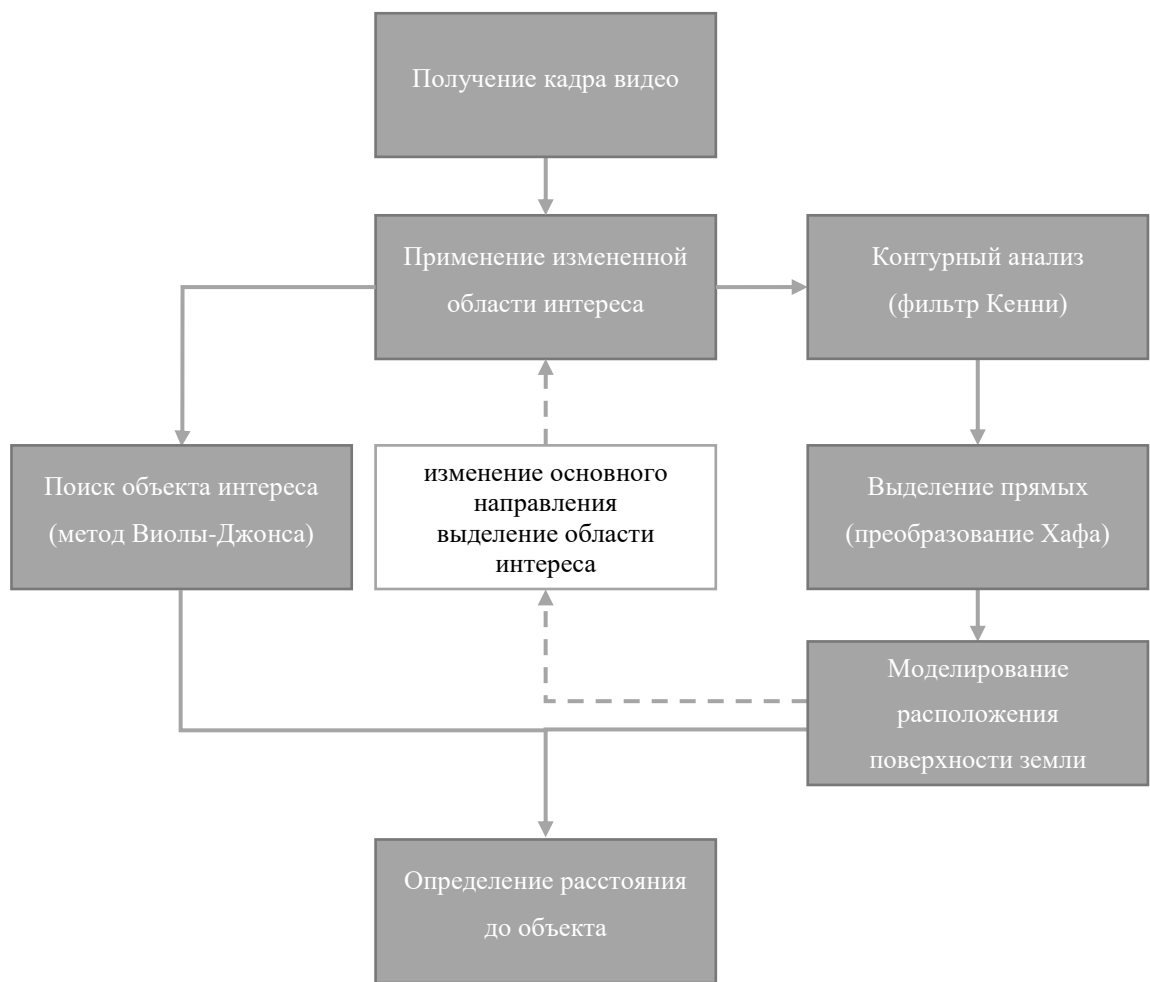 Получение кадра видео
Применение измененной
области интереса
Контурный анализ
(фильтр Кенни)
Поиск объекта интереса
(метод Виолы-Джонса)
изменение основного
направления
выделение области
интереса
Выделение прямых
(преобразование Хафа)
Моделирование
расположения
поверхности земли
Определение расстояния
до объекта